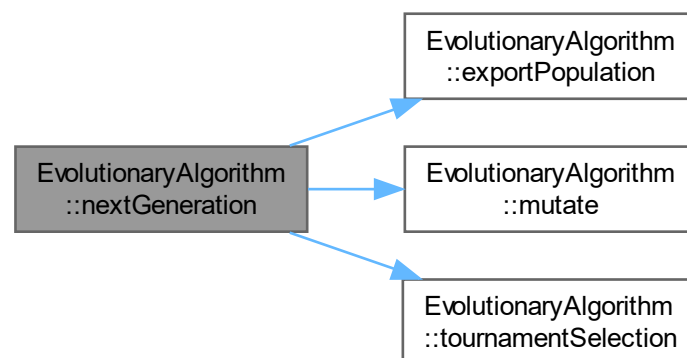 EvolutionaryAlgorithm
::exportPopulation
EvolutionaryAlgorithm
::nextGeneration
EvolutionaryAlgorithm
::mutate
EvolutionaryAlgorithm
::tournamentSelection